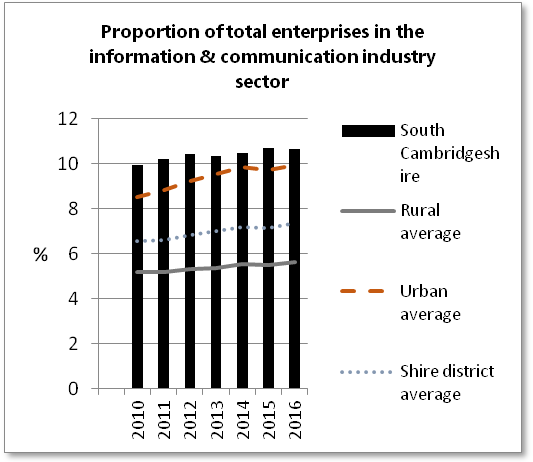 Proportion of total enterprises in the
information & communication industry
sector
12
10
8
6
4
2
0
%
2010
2011
2012
2013
2014
2015
2016
South
Cambridgesh
ire
Rural
average
Urban
average
Shire district
average